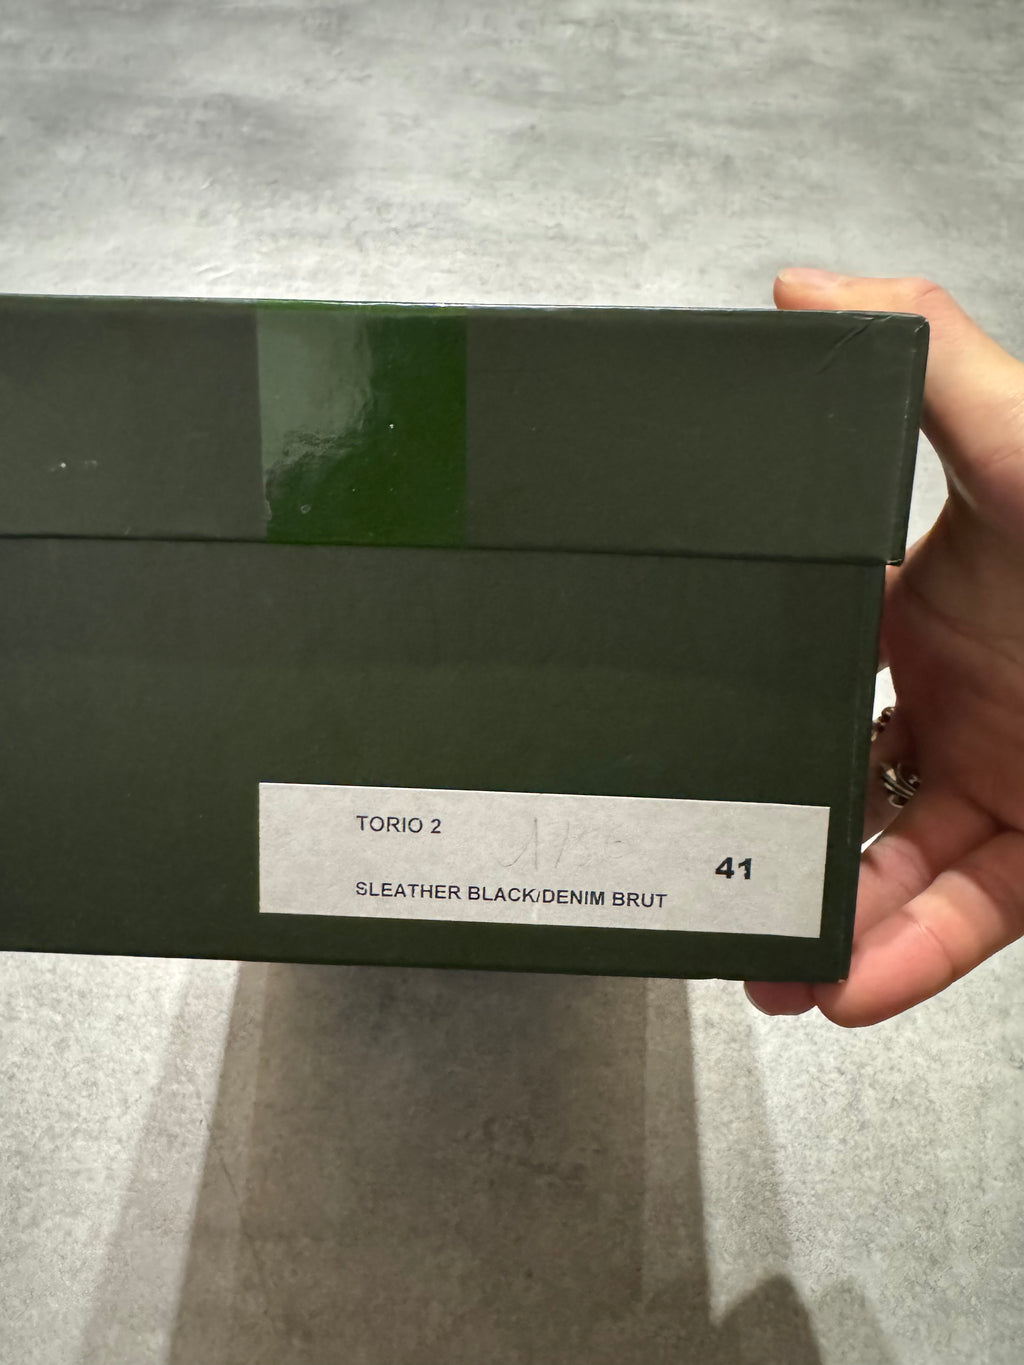 TORIO 2
41
SLEATHER BLACK/DENIM BRUT